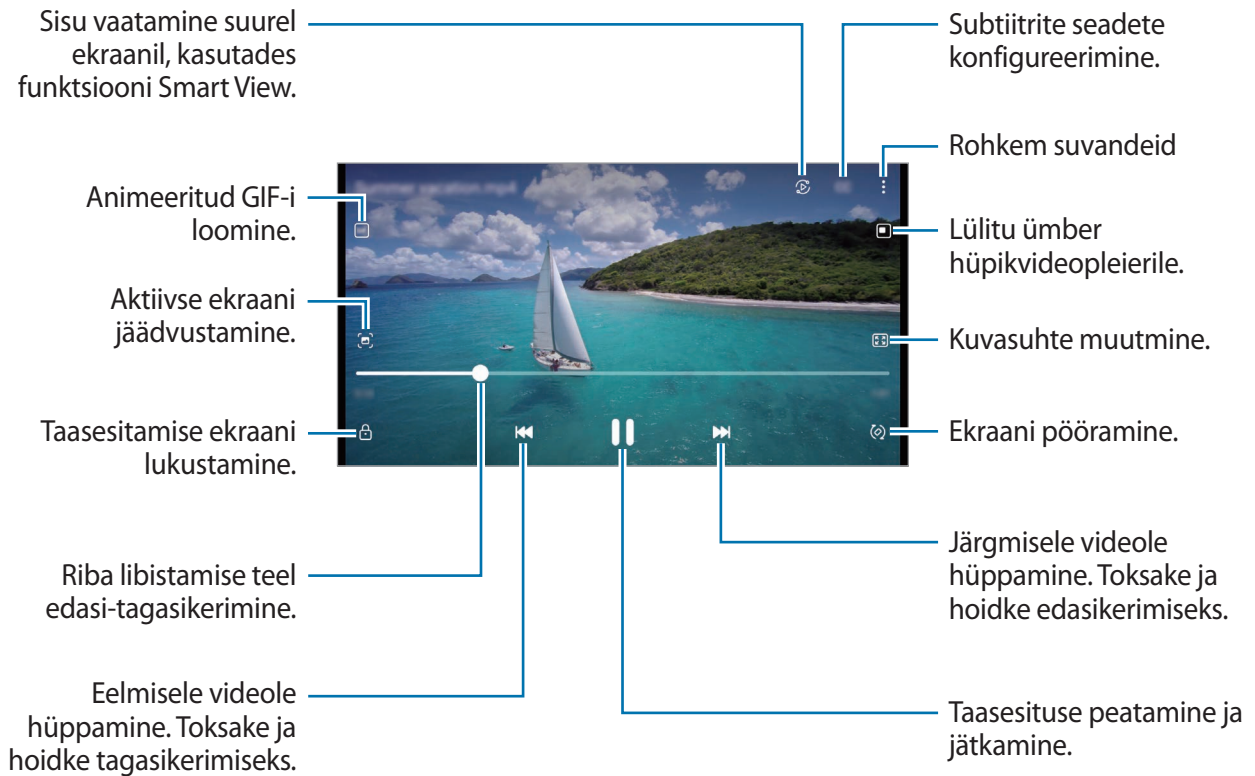 Sisu vaatamine suurel
ekraanil, kasutades
funktsiooni Smart View.
Animeeritud GIF-i
loomine.
Aktiivse ekraani
jäädvustamine.
Taasesitamise ekraani
lukustamine.
Riba libistamise teel
edasi-tagasikerimine.
Eelmisele videole
hüppamine. Toksake ja
hoidke tagasikerimiseks.
Subtiitrite seadete
konfigureerimine.
Rohkem suvandeid
Lülitu ümber
hüpikvideopleierile.
Kuvasuhte muutmine.
Ekraani pööramine.
Järgmisele videole
hüppamine. Toksake ja
hoidke edasikerimiseks.
Taasesituse peatamine ja
jätkamine.